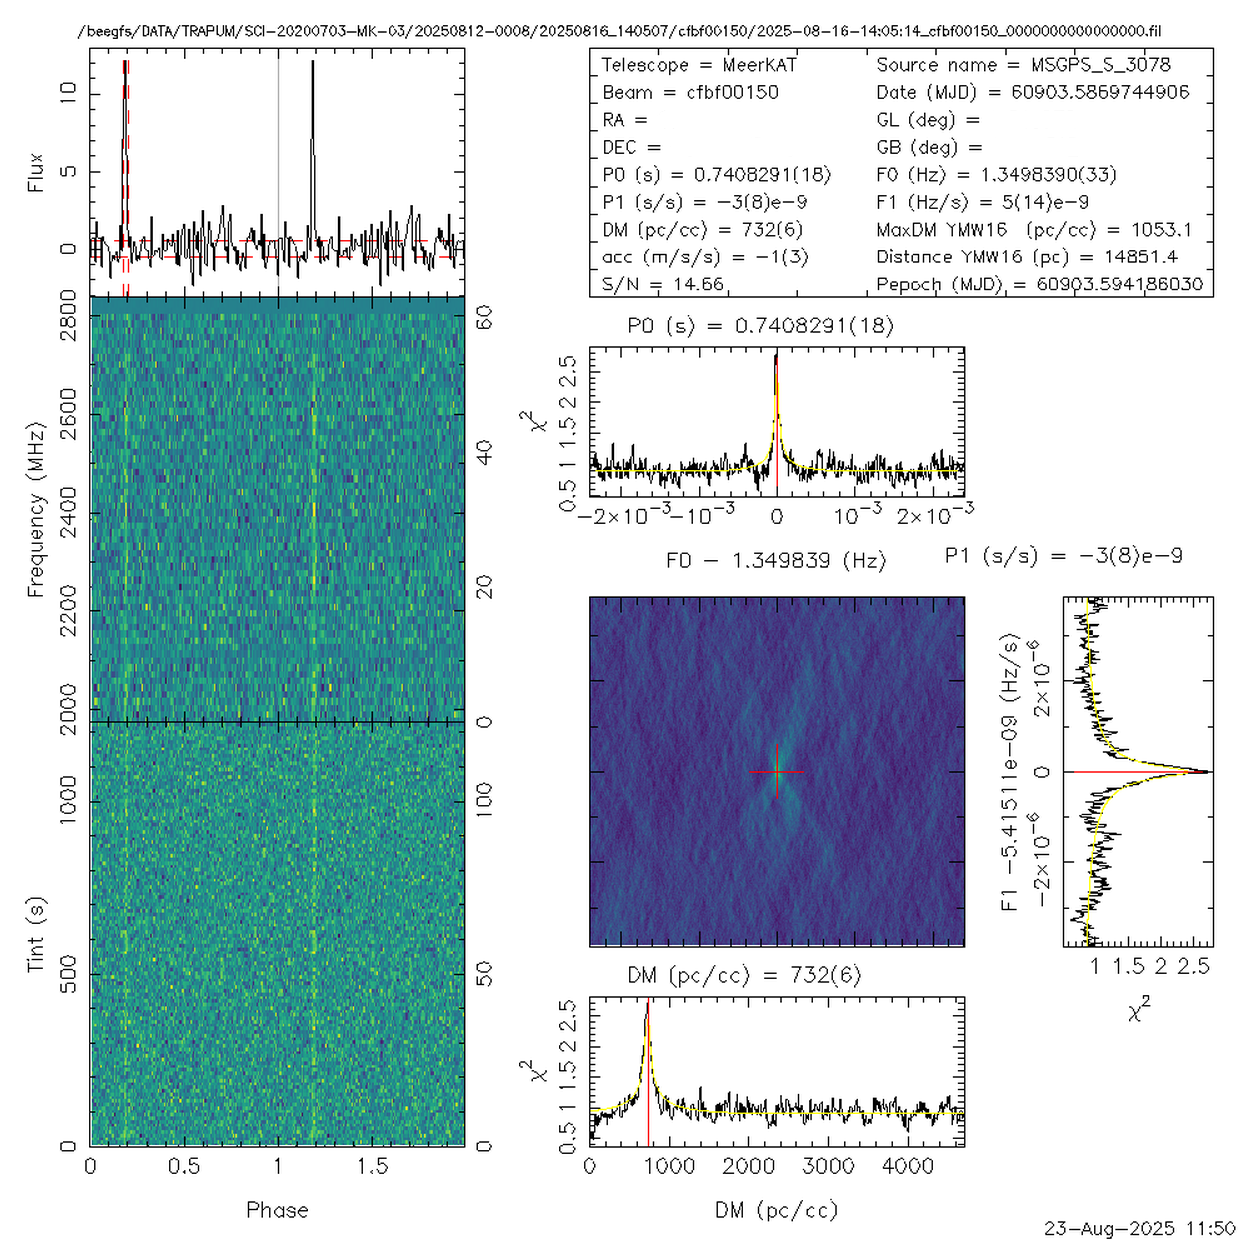 /beegfs/DATA/TRAPUM/SCI-20200703-MK-03/20250812-0008/20250816_140507/cfbf00150/2025-08-16-14:05:14_cfbf00150_0000000000000000.fil
Telescope = MeerKAT
Source name = MSGPS_S_3078
Beam = cfbf00150
Date (MJD) = 60903.5869744906
RA =
GL (deg) =
DEC =
GB (deg) =
P0 (s) = 0.7408291(18)
F0 (Hz) = 1.3498390(33)
P1 (s/s) = -3(8)e-9
F1 (Hz/s) = 5(14)e-9
DM (pc/cc) = 732(6)
MaxDM YMW16 (pc/cc) = 1053.1
acc (m/s/s) = -1(3)
Distance YMW16 (pc) = 14851.4
S/N = 14.66
Pepoch (MJD) = 60903.594186030
Flux
0 5 10
Frequency (MHz)
2000 2200 2400 2600 2800
0 20 40 60
Tint (s)
0 500 1000
0 50 100
0 0.5 1 1.5
Phase
P0 (s) = 0.7408291(18)
χ²
0.5 1 1.5 2 2.5
−2×10⁻³ −10⁻³ 0 10⁻³ 2×10⁻³
F0 − 1.349839 (Hz)
P1 (s/s) = −3(8)e−9
F1 −5.41511e−09 (Hz/s)
−2×10⁻⁶ 0 2×10⁻⁶
1 1.5 2 2.5
χ²
DM (pc/cc) = 732(6)
χ²
0.5 1 1.5 2 2.5
0 1000 2000 3000 4000
DM (pc/cc)
23-Aug-2025 11:50